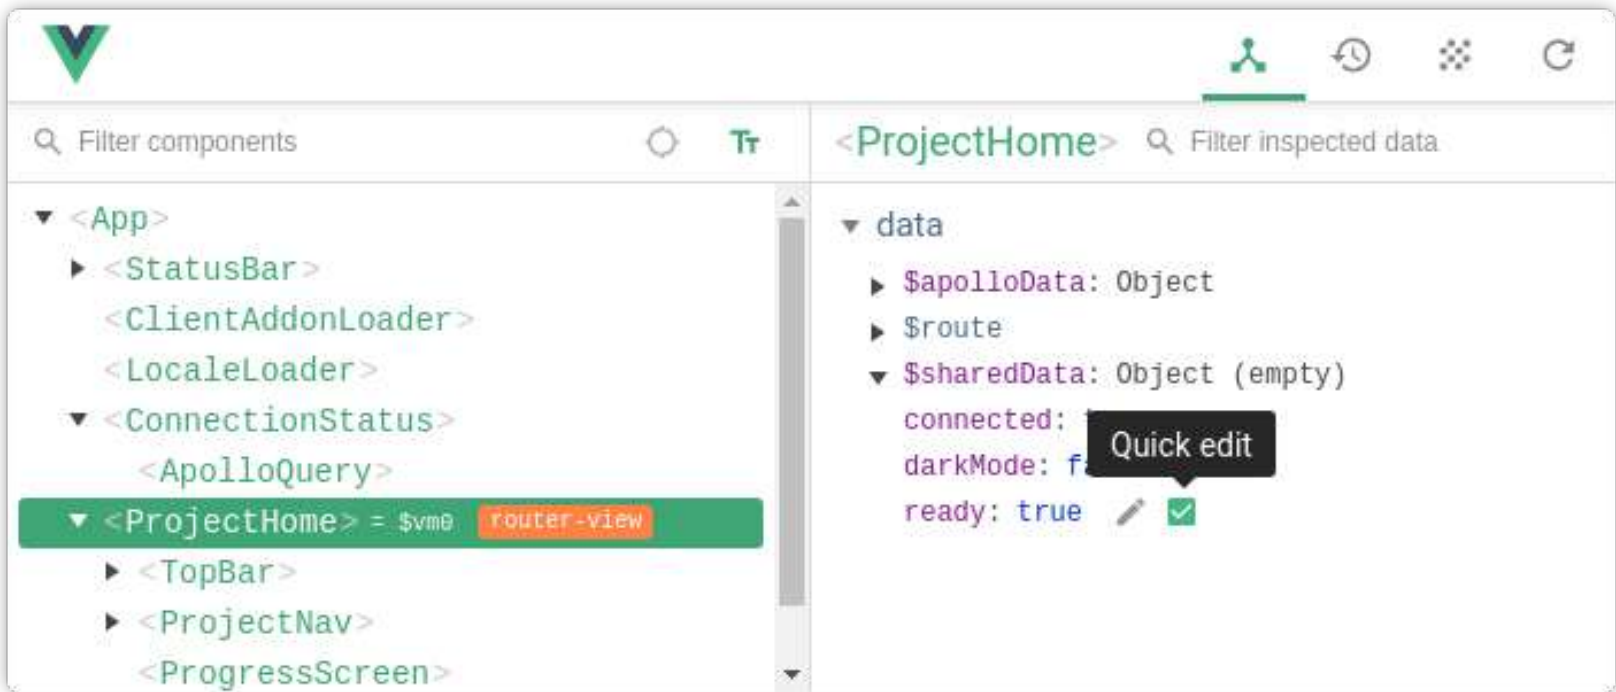 Filter components
<ProjectHome> Filter inspected data
<App>
<StatusBar>
<ClientAddonLoader>
<LocaleLoader>
<ConnectionStatus>
<ApolloQuery>
<ProjectHome> = $vm0 router-view
<TopBar>
<ProjectNav>
<ProgressScreen>
data
$apolloData: Object
$route
$sharedData: Object (empty)
connected:
Quick edit
darkMode:
ready: true